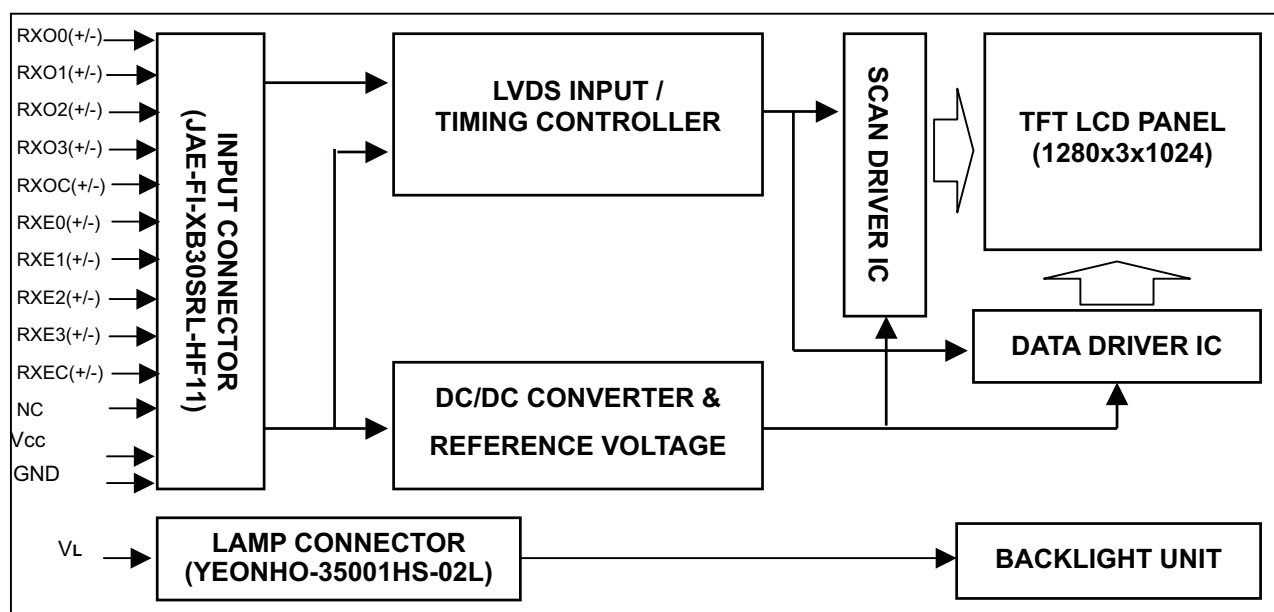 RXO0(+/-)
RXO1(+/-)
RXO2(+/-)
RXO3(+/-)
RXOC(+/-)
RXE0(+/-)
RXE1(+/-)
RXE2(+/-)
RXE3(+/-)
RXEC(+/-)
NC
Vcc
GND
INPUT CONNECTOR
(JAE-FI-XB30SRL-HF11)
LVDS INPUT /
TIMING CONTROLLER
SCAN DRIVER IC
TFT LCD PANEL
(1280x3x1024)
DATA DRIVER IC
DC/DC CONVERTER &
REFERENCE VOLTAGE
VL
LAMP CONNECTOR
(YEONHO-35001HS-02L)
BACKLIGHT UNIT